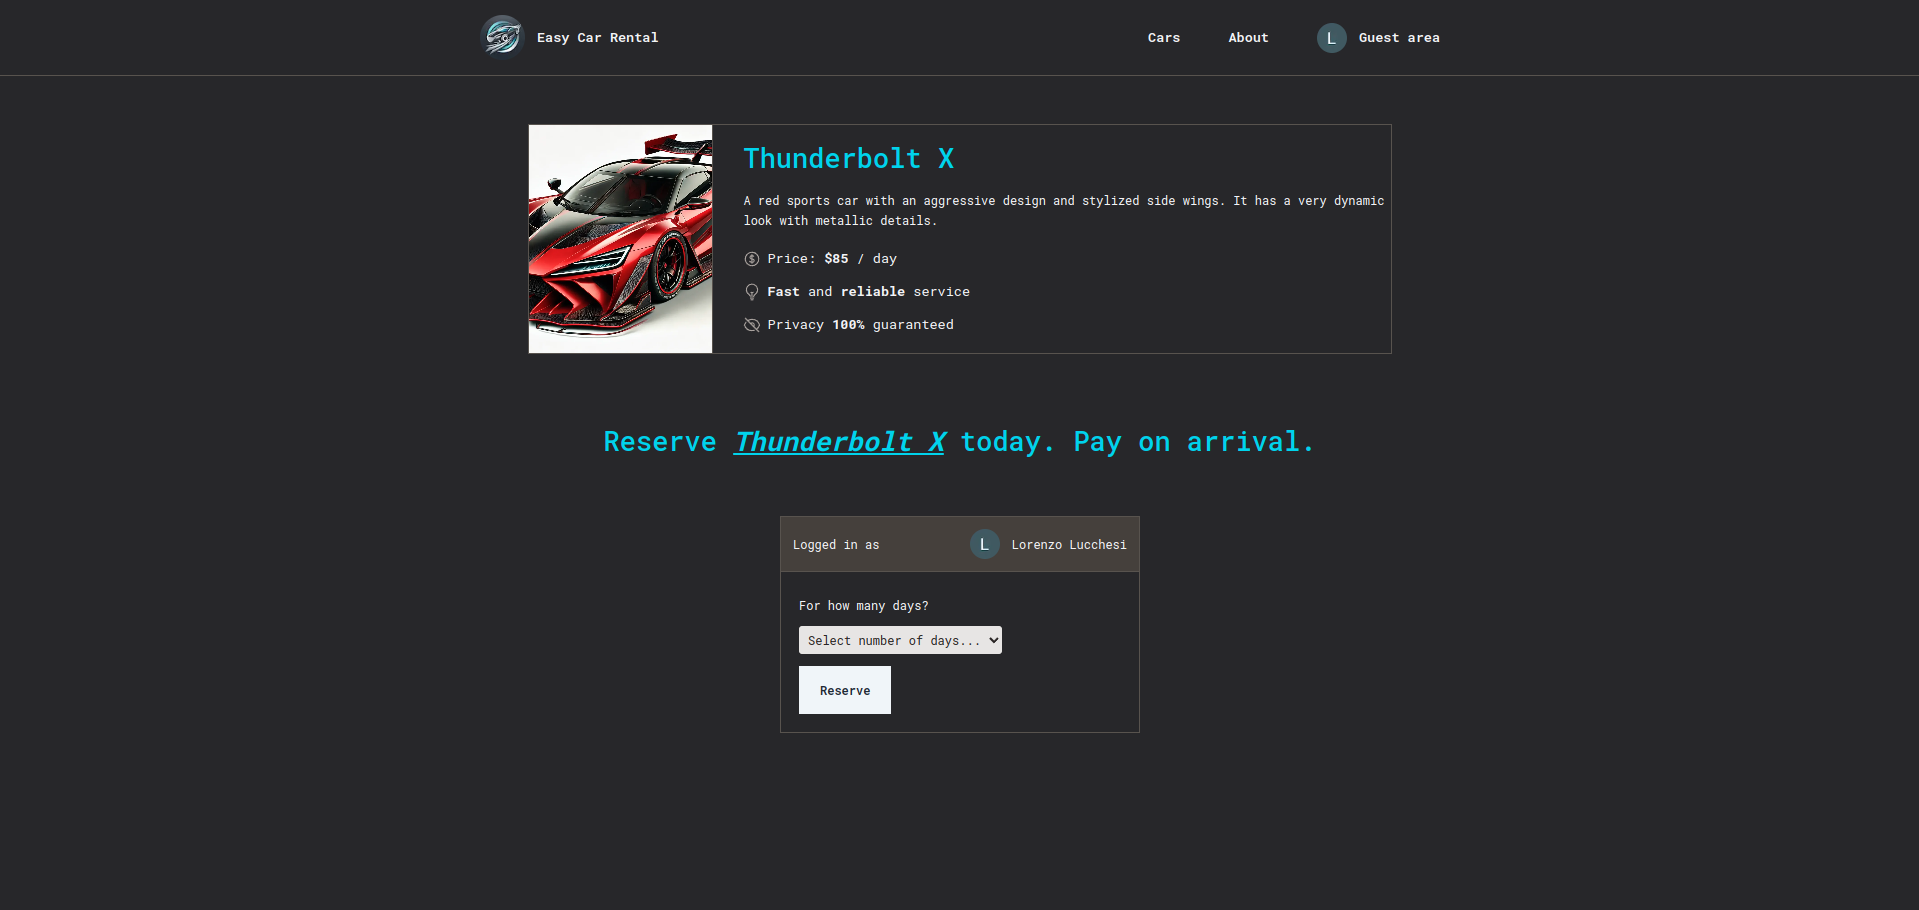 Easy Car Rental
Cars
About
L
Guest area
Thunderbolt X
A red sports car with an aggressive design and stylized side wings. It has a very dynamic
look with metallic details.
Price: $85 / day
Fast and reliable service
Privacy 100% guaranteed
Reserve Thunderbolt X today. Pay on arrival.
Logged in as
L
Lorenzo Lucchesi
For how many days?
Select number of days...
Reserve